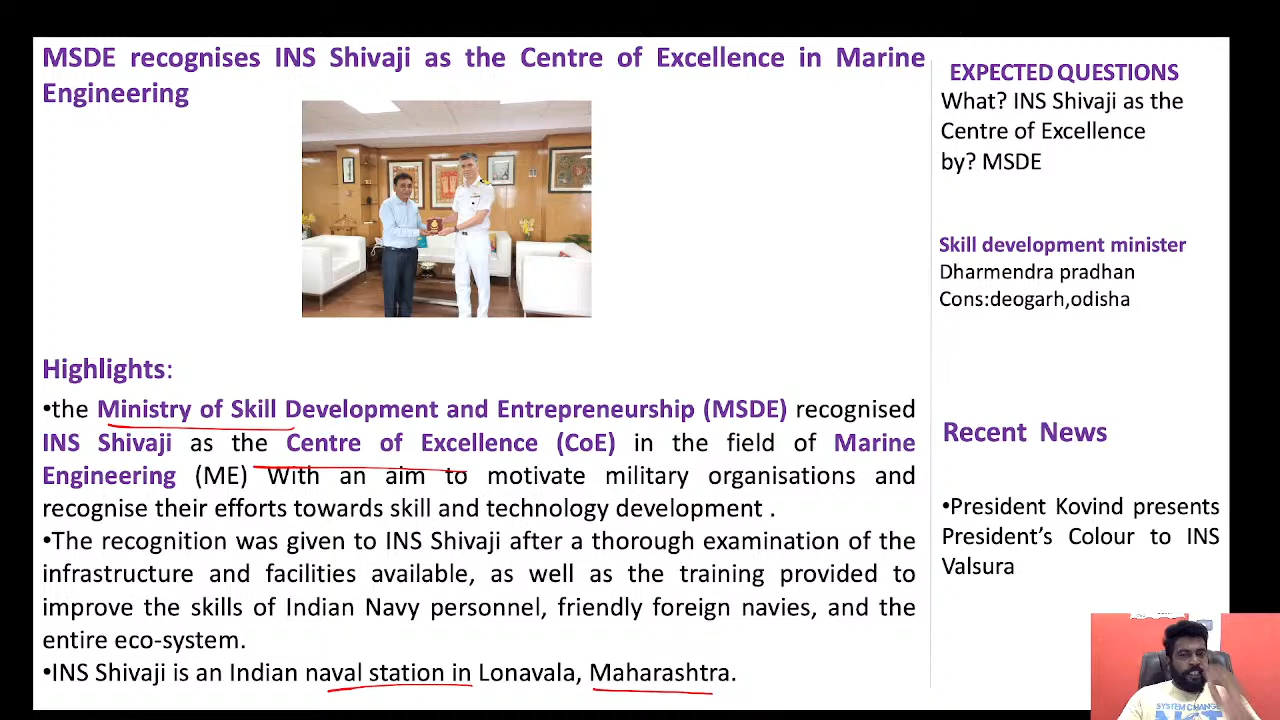 MSDE recognises INS Shivaji as the Centre of Excellence in Marine
Engineering
Highlights:
•the Ministry of Skill Development and Entrepreneurship (MSDE) recognised
INS Shivaji as the Centre of Excellence (CoE) in the field of Marine
Engineering (ME) With an aim to motivate military organisations and
recognise their efforts towards skill and technology development .
•The recognition was given to INS Shivaji after a thorough examination of the
infrastructure and facilities available, as well as the training provided to
improve the skills of Indian Navy personnel, friendly foreign navies, and the
entire eco-system.
•INS Shivaji is an Indian naval station in Lonavala, Maharashtra.
EXPECTED QUESTIONS
What? INS Shivaji as the
Centre of Excellence
by? MSDE
Skill development minister
Dharmendra pradhan
Cons:deogarh,odisha
Recent News
•President Kovind presents
President's Colour to INS
Valsura
SYSTEM CHANGE
NOT